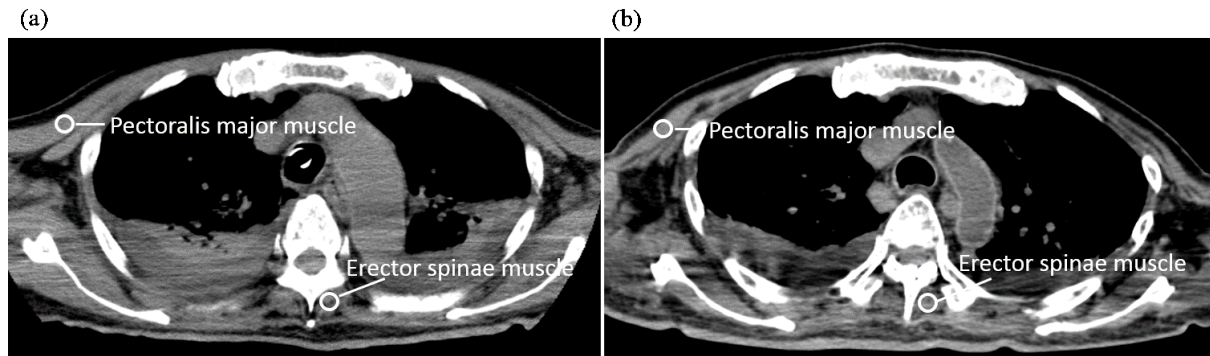 (a)
(b)
Pectoralis major muscle
Erector spinae muscle
Pectoralis major muscle
Erector spinae muscle